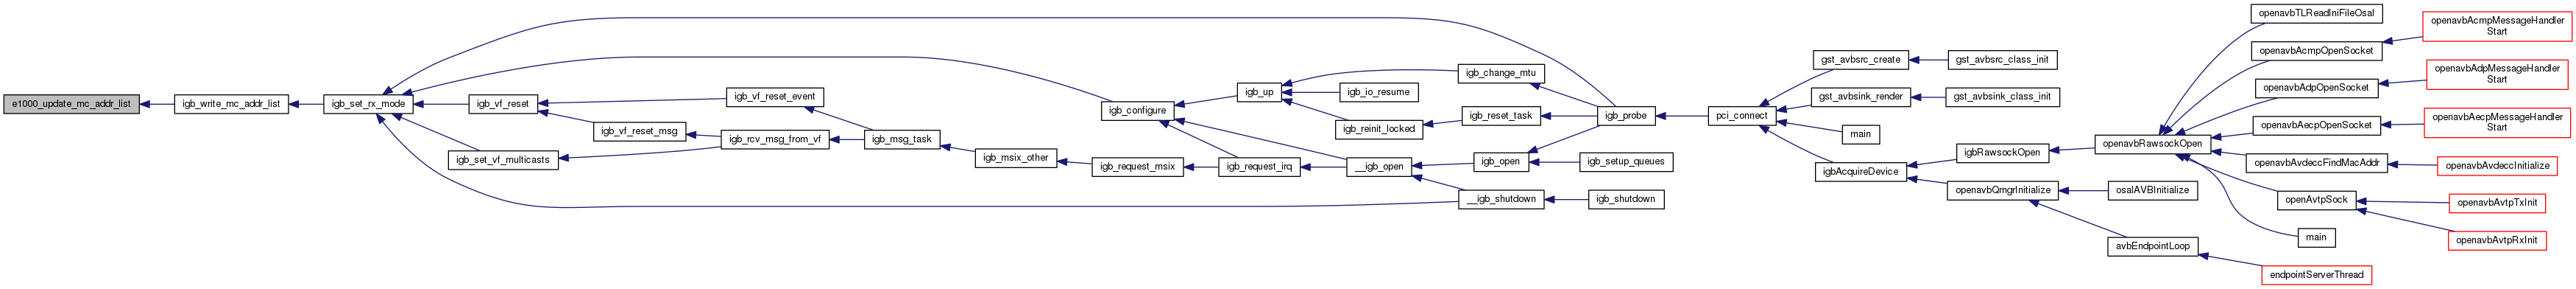 e1000_update_mc_addr_list
igb_write_mc_addr_list
igb_set_rx_mode
igb_vf_reset
igb_set_vf_multicasts
igb_vf_reset_msg
igb_vf_reset_event
igb_rcv_msg_from_vf
igb_msg_task
igb_msix_other
igb_configure
igb_request_msix
igb_up
igb_request_irq
igb_reinit_locked
__igb_open
igb_io_resume
igb_change_mtu
igb_reset_task
igb_open
__igb_shutdown
igb_probe
igb_setup_queues
igb_shutdown
pci_connect
gst_avbsrc_create
gst_avbsink_render
main
igbAcquireDevice
gst_avbsrc_class_init
gst_avbsink_class_init
igbRawsockOpen
openavbQmgrInitialize
openavbRawsockOpen
osalAVBInitialize
avbEndpointLoop
openavbTLReadIniFileOsal
openavbAcmpOpenSocket
openavbAdpOpenSocket
openavbAecpOpenSocket
openavbAvdeccFindMacAddr
openAvtpSock
main
endpointServerThread
openavbAcmpMessageHandler
Start
openavbAdpMessageHandler
Start
openavbAecpMessageHandler
Start
openavbAvdeccInitialize
openavbAvtpTxInit
openavbAvtpRxInit